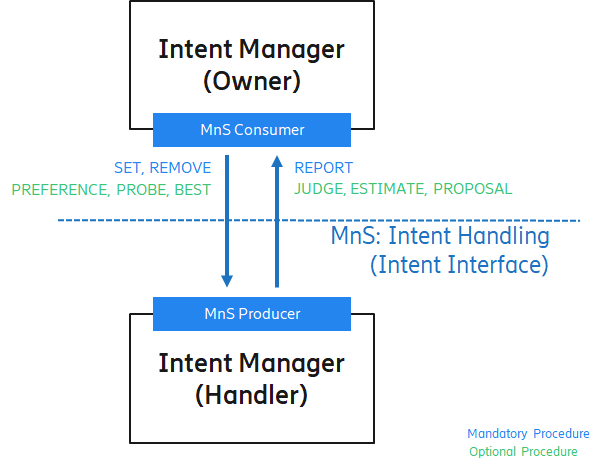 Intent Manager
(Owner)
MnS Consumer
SET, REMOVE
PREFERENCE, PROBE, BEST
REPORT
JUDGE, ESTIMATE, PROPOSAL
MnS: Intent Handling
(Intent Interface)
MnS Producer
Intent Manager
(Handler)
Mandatory Procedure
Optional Procedure